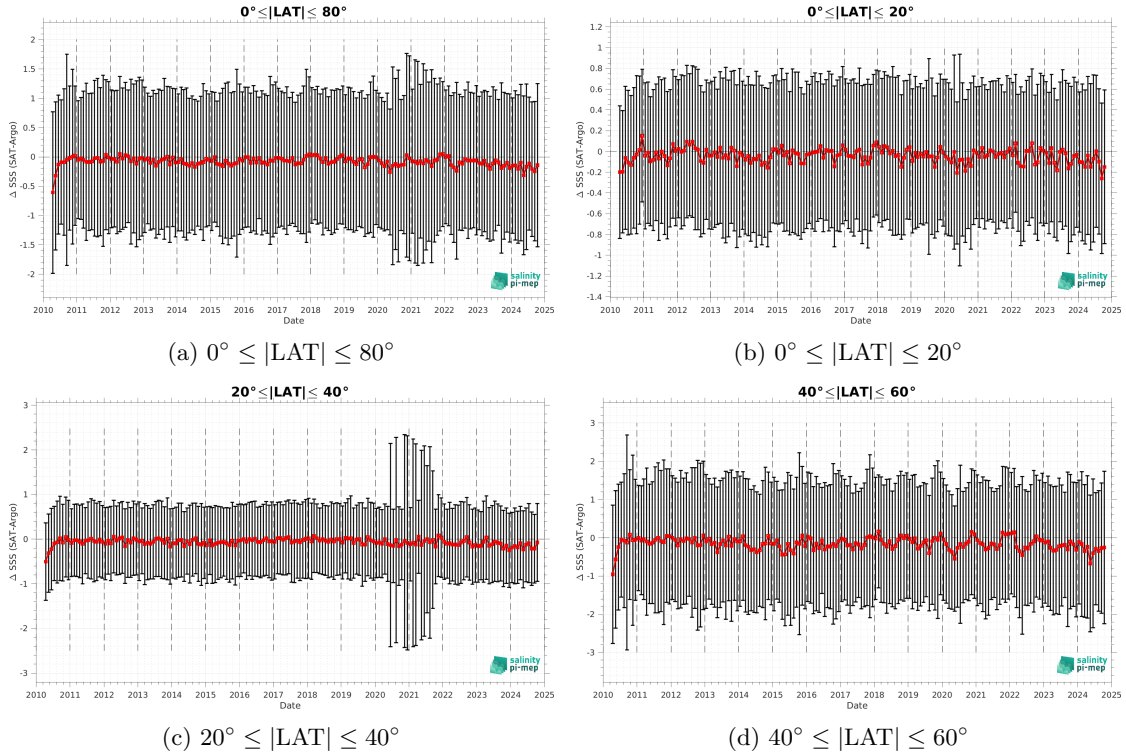 0°≤|LAT|≤ 80°
Δ SSS (SAT-Argo)
2
1.5
1
0.5
0
-0.5
-1
-1.5
-2
2010 2011 2012 2013 2014 2015 2016 2017 2018 2019 2020 2021 2022 2023 2024 2025
Date
salinity
pi-mep
(a) 0° ≤ |LAT| ≤ 80°
0°≤|LAT|≤ 20°
Δ SSS (SAT-Argo)
1.2
1
0.8
0.6
0.4
0.2
0
-0.2
-0.4
-0.6
-0.8
-1
-1.2
-1.4
2010 2011 2012 2013 2014 2015 2016 2017 2018 2019 2020 2021 2022 2023 2024 2025
Date
salinity
pi-mep
(b) 0° ≤ |LAT| ≤ 20°
20°≤|LAT|≤ 40°
Δ SSS (SAT-Argo)
3
2
1
0
-1
-2
-3
2010 2011 2012 2013 2014 2015 2016 2017 2018 2019 2020 2021 2022 2023 2024 2025
Date
salinity
pi-mep
(c) 20° ≤ |LAT| ≤ 40°
40°≤|LAT|≤ 60°
Δ SSS (SAT-Argo)
3
2
1
0
-1
-2
-3
2010 2011 2012 2013 2014 2015 2016 2017 2018 2019 2020 2021 2022 2023 2024 2025
Date
salinity
pi-mep
(d) 40° ≤ |LAT| ≤ 60°